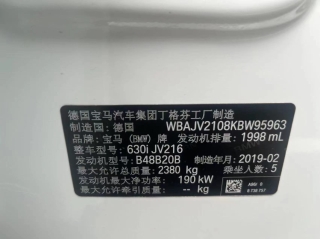 德国宝马汽车集团丁格芬工厂制造
制造国: 德国 WBAJV2108KBW95963
品牌: 宝马 (BMW) 牌 发动机排量: 1998 mL
整车型号: 630i JV216
发动机型号: B48B20B 制造年月: 2019-02
最大允许总质量: 2380 kg 乘坐人数: 5
发动机最大净功率: 190 kW
最大允许牵引质量: -- kg